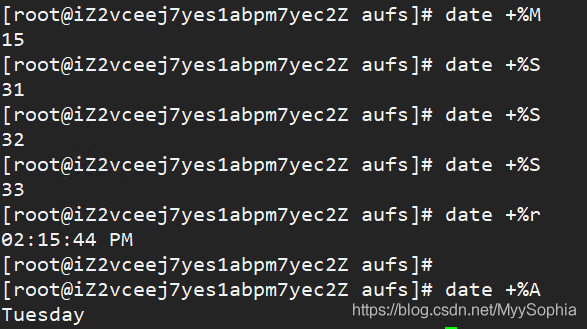 [root@iZ2vceej7yes1abpm7yec2Z aufs]# date +%M
15
[root@iZ2vceej7yes1abpm7yec2Z aufs]# date +%S
31
[root@iZ2vceej7yes1abpm7yec2Z aufs]# date +%S
32
[root@iZ2vceej7yes1abpm7yec2Z aufs]# date +%S
33
[root@iZ2vceej7yes1abpm7yec2Z aufs]# date +%r
02:15:44 PM
[root@iZ2vceej7yes1abpm7yec2Z aufs]#
[root@iZ2vceej7yes1abpm7yec2Z aufs]# date +%A
Tuesday
https://blog.csdn.net/MyySophia